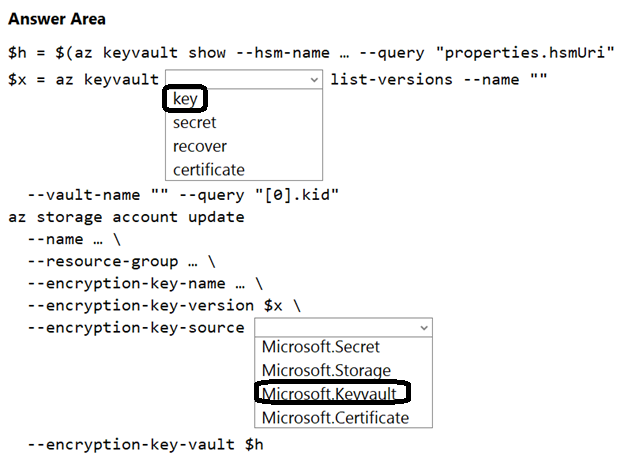 Answer Area
$h = $(az keyvault show --hsm-name … --query "properties.hsmUri"
$x = az keyvault list-versions --name ""
key
secret
recover
certificate
--vault-name "" --query "[0].kid"
az storage account update
--name … \
--resource-group … \
--encryption-key-name … \
--encryption-key-version $x \
--encryption-key-source
Microsoft.Secret
Microsoft.Storage
Microsoft.Keyvault
Microsoft.Certificate
--encryption-key-vault $h